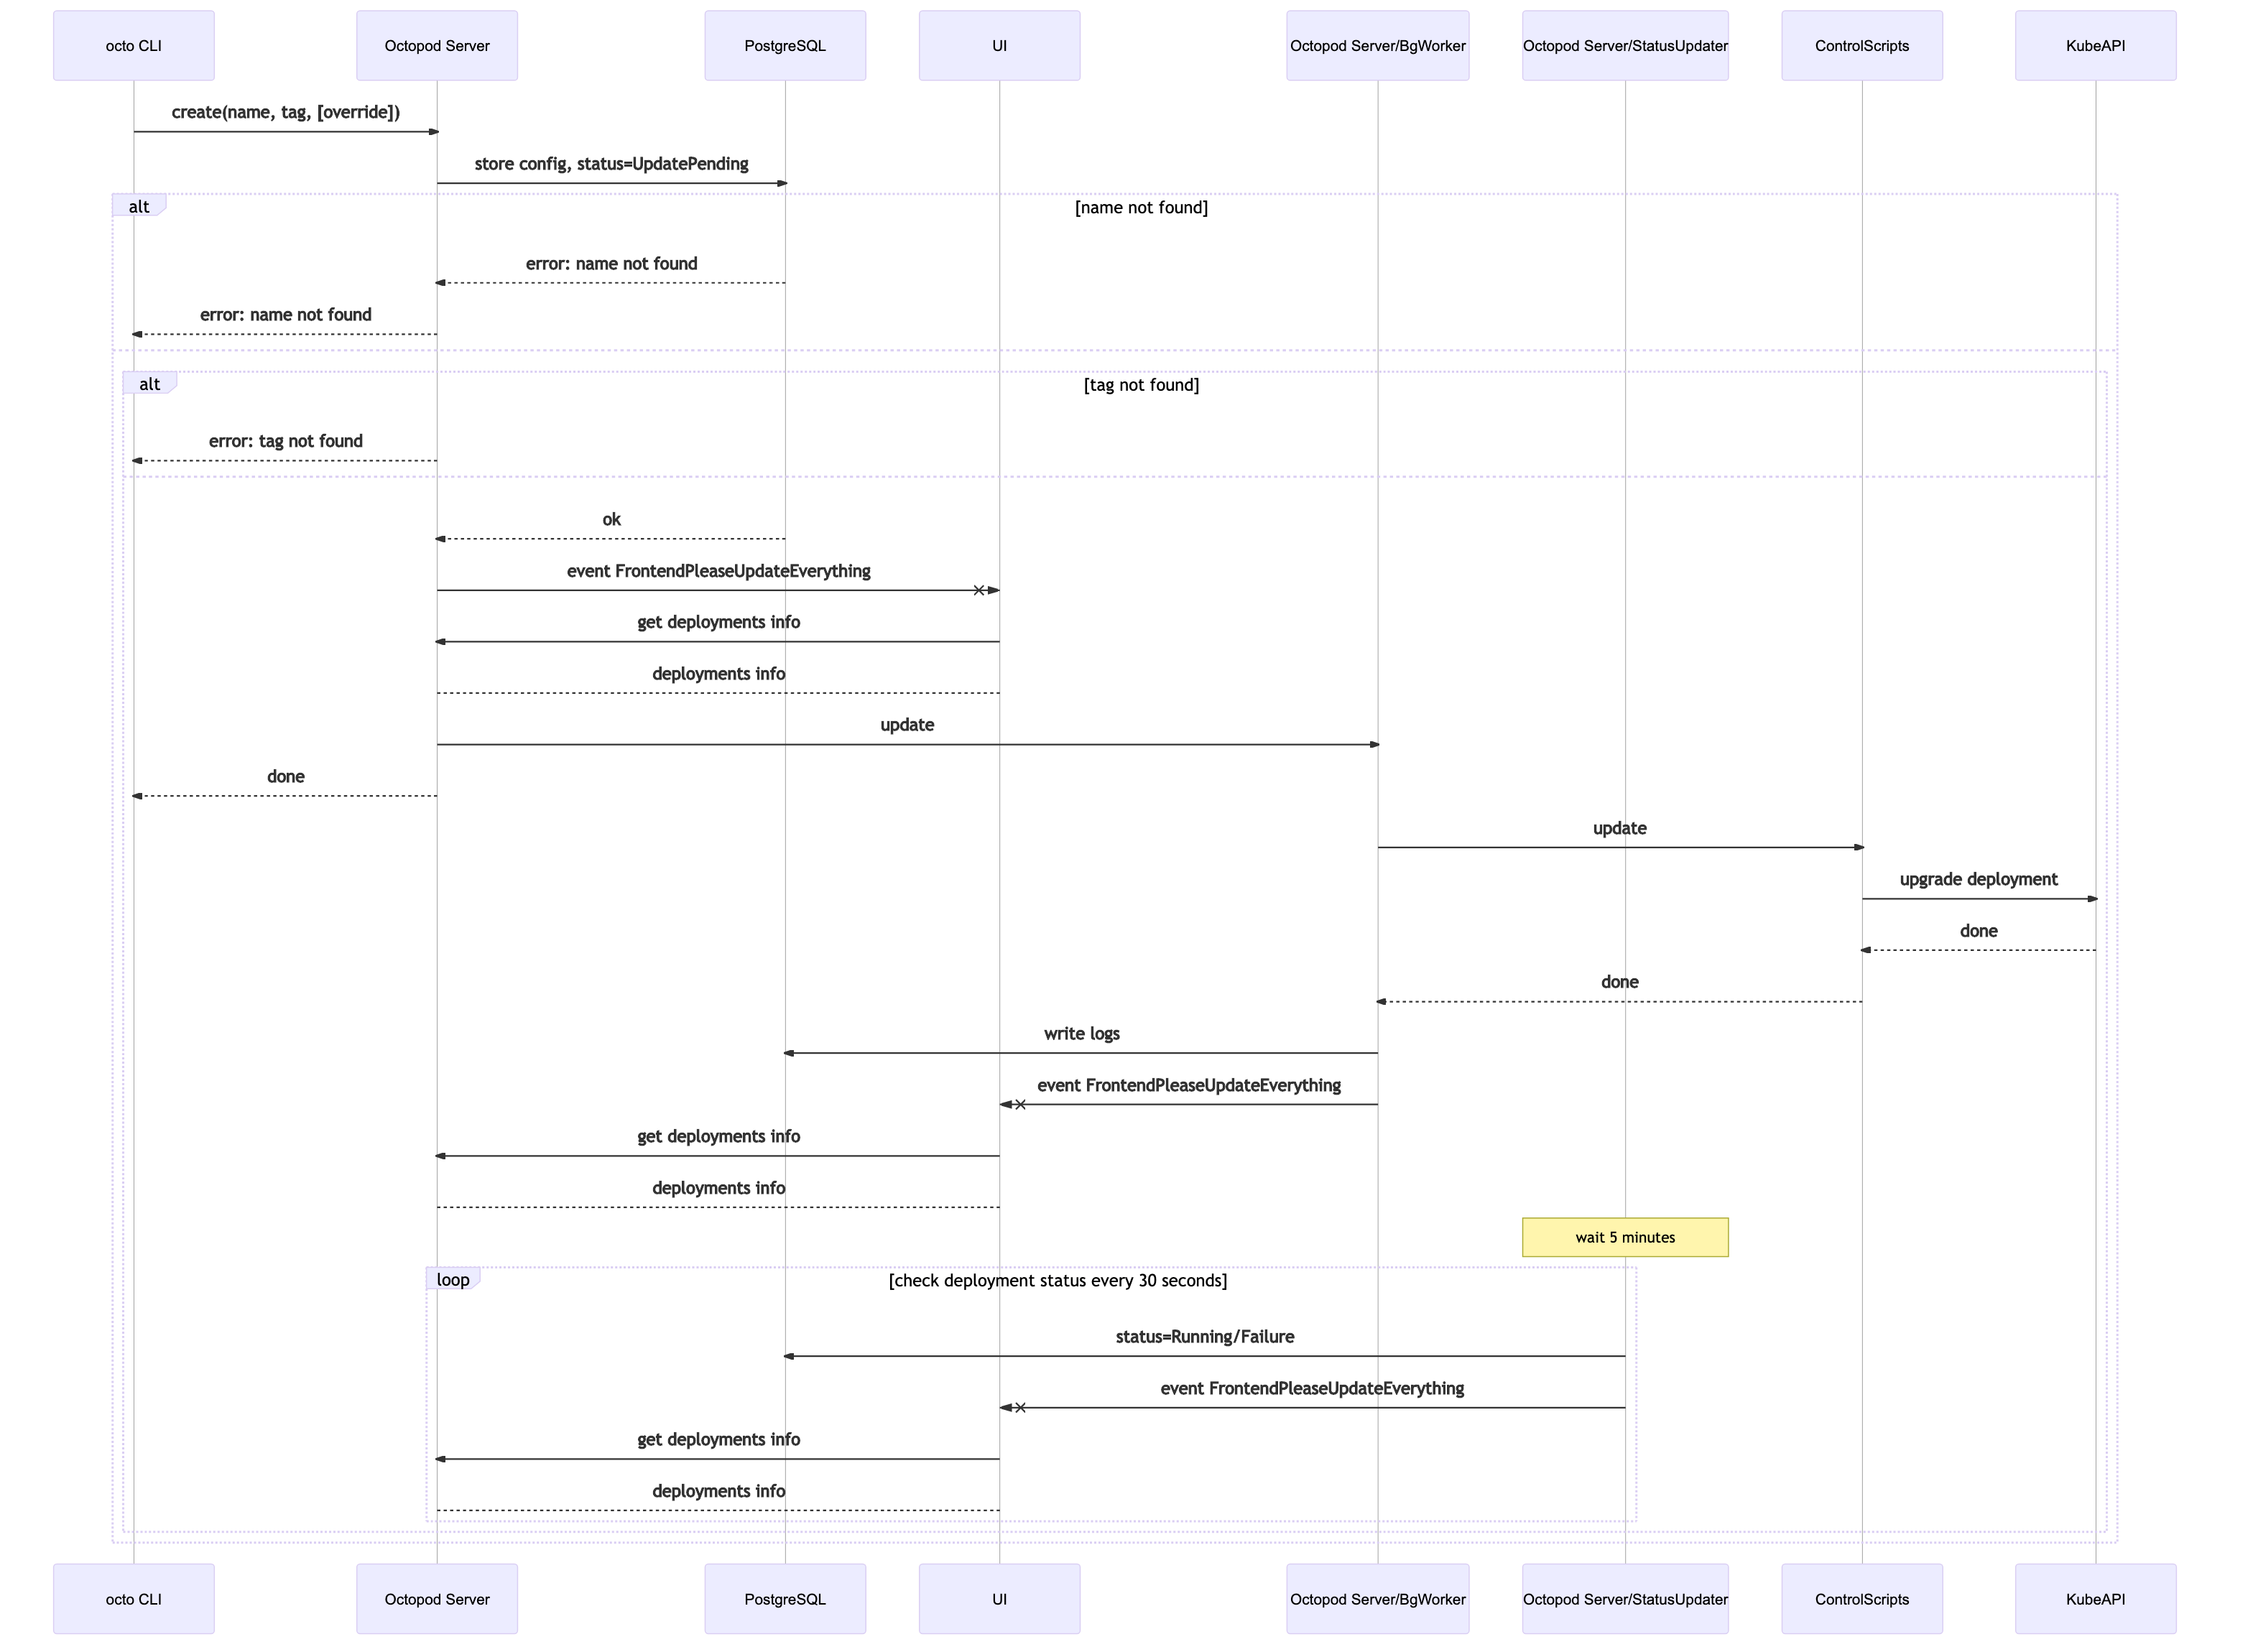 octo CLI
Octopod Server
PostgreSQL
UI
Octopod Server/BgWorker
Octopod Server/StatusUpdater
ControlScripts
KubeAPI
create(name, tag, [override])
store config, status=UpdatePending
alt
[name not found]
error: name not found
error: name not found
alt
[tag not found]
error: tag not found
ok
event FrontendPleaseUpdateEverything
get deployments info
deployments info
update
done
update
upgrade deployment
done
done
write logs
event FrontendPleaseUpdateEverything
get deployments info
deployments info
wait 5 minutes
loop
[check deployment status every 30 seconds]
status=Running/Failure
event FrontendPleaseUpdateEverything
get deployments info
deployments info
octo CLI
Octopod Server
PostgreSQL
UI
Octopod Server/BgWorker
Octopod Server/StatusUpdater
ControlScripts
KubeAPI